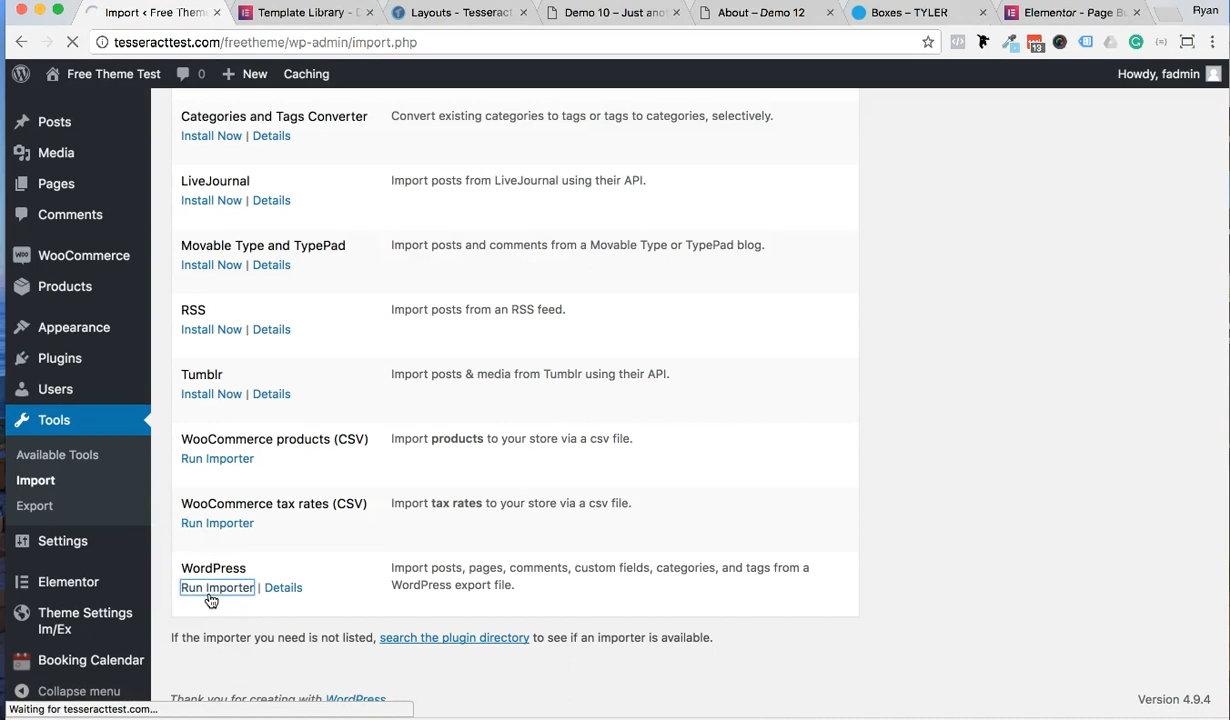 Import ‹ Free Them
Template Library - D
Layouts - Tesseract
Demo 10 – Just anot
About – Demo 12
Boxes – TYLER
Elementor - Page Bu
Ryan
tesseracttest.com/freetheme/wp-admin/import.php
13
Free Theme Test
0
New
Caching
Howdy, fadmin
Posts
Media
Pages
Comments
WooCommerce
Products
Appearance
Plugins
Users
Tools
Available Tools
Import
Export
Settings
Elementor
Theme Settings
Im/Ex
Booking Calendar
Collapse menu
Categories and Tags Converter
Install Now | Details
Convert existing categories to tags or tags to categories, selectively.
LiveJournal
Install Now | Details
Import posts from LiveJournal using their API.
Movable Type and TypePad
Install Now | Details
Import posts and comments from a Movable Type or TypePad blog.
RSS
Install Now | Details
Import posts from an RSS feed.
Tumblr
Install Now | Details
Import posts & media from Tumblr using their API.
WooCommerce products (CSV)
Run Importer
Import products to your store via a csv file.
WooCommerce tax rates (CSV)
Run Importer
Import tax rates to your store via a csv file.
WordPress
Run Importer | Details
Import posts, pages, comments, custom fields, categories, and tags from a
WordPress export file.
If the importer you need is not listed, search the plugin directory to see if an importer is available.
Thank you for creating with WordPress
Version 4.9.4
Waiting for tesseracttest.com...